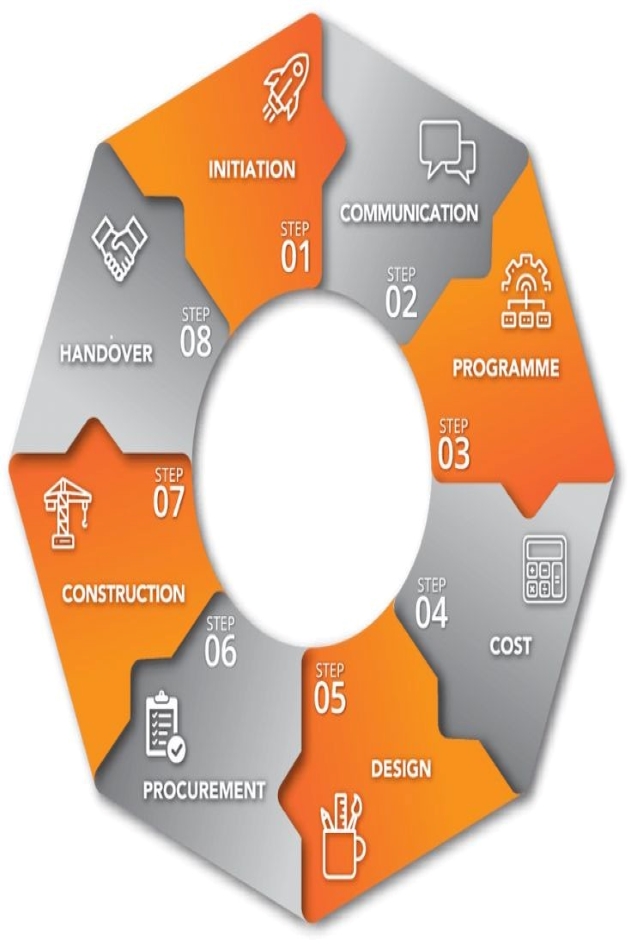 INITIATION
STEP
01
COMMUNICATION
STEP
02
PROGRAMME
STEP
03
STEP
04
COST
STEP
05
DESIGN
STEP
06
PROCUREMENT
STEP
07
CONSTRUCTION
STEP
08
HANDOVER